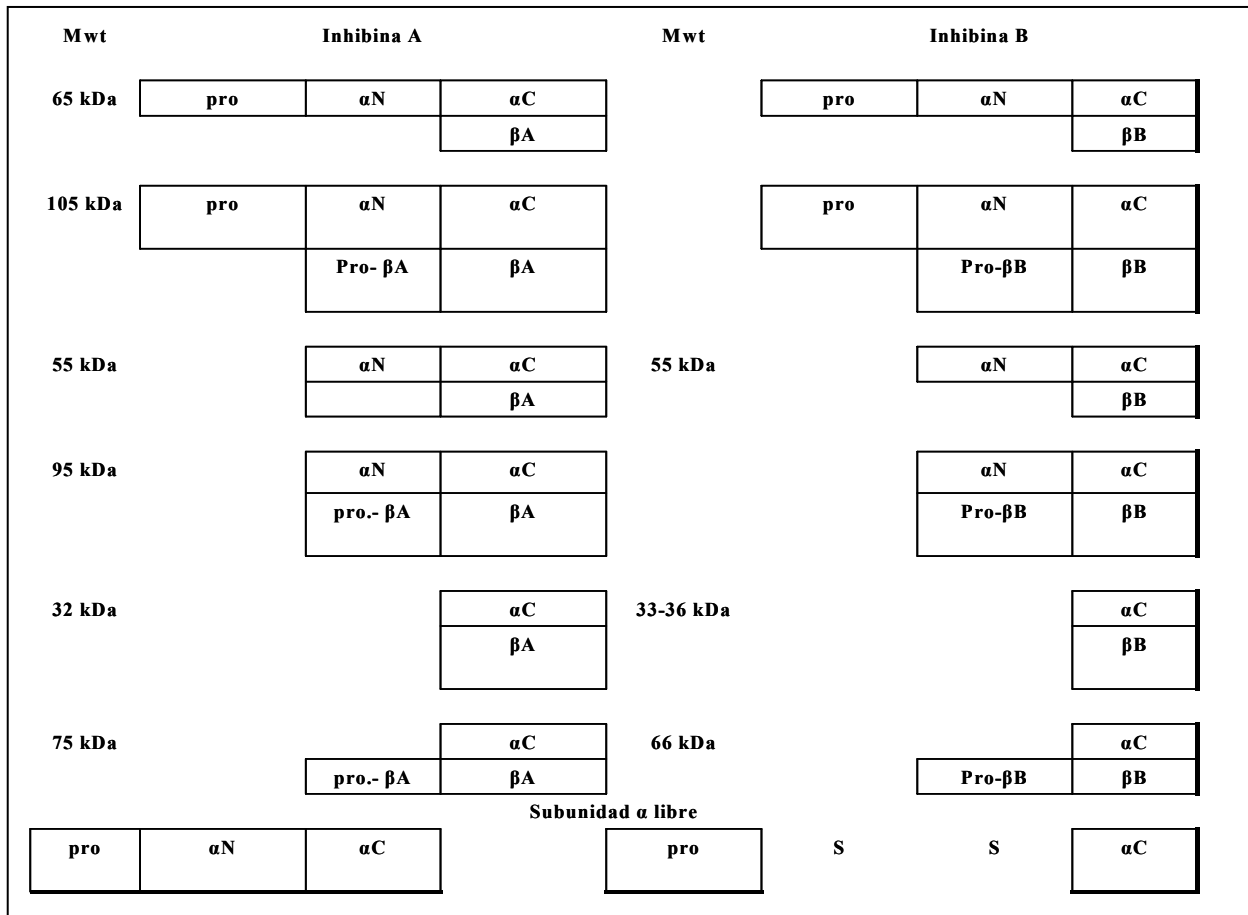 Mwt Inhibina A Mwt Inhibina B
65 kDa pro αN αC pro αN αC
βA βB
105 kDa pro αN αC pro αN αC
Pro- βA βA Pro-βB βB
55 kDa αN αC 55 kDa αN αC
βA βB
95 kDa αN αC αN αC
pro.- βA βA Pro-βB βB
32 kDa αC 33-36 kDa αC
βA βB
75 kDa αC 66 kDa αC
pro.- βA βA Pro-βB βB
Subunidad α libre
pro αN αC pro S S αC